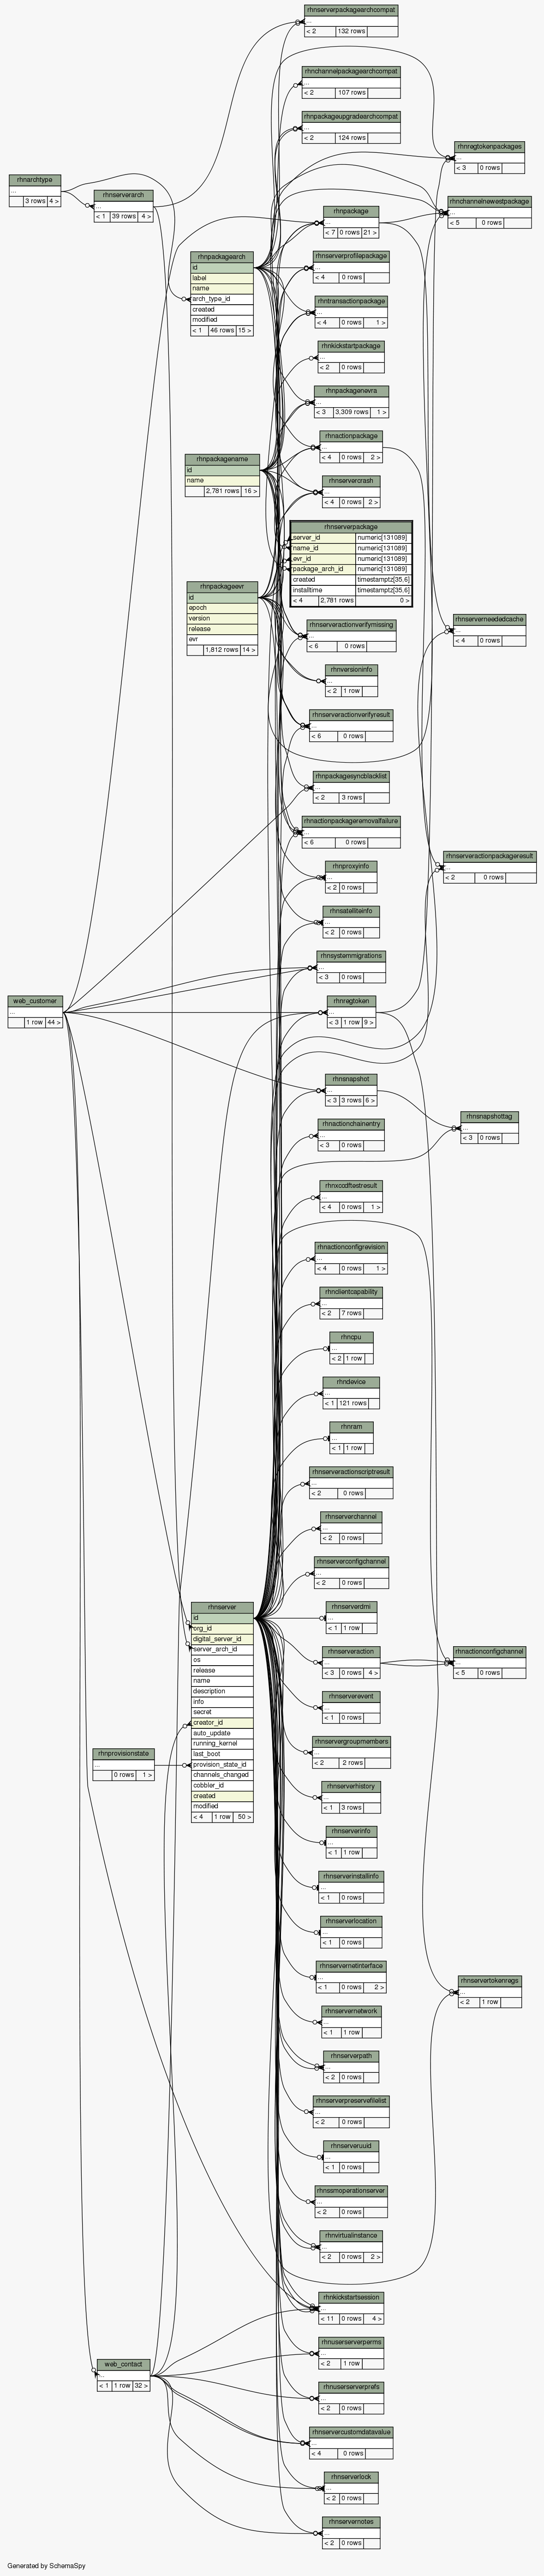 rhnserverpackagearchcompat
...
< 2 132 rows
rhnchannelpackagearchcompat
...
< 2 107 rows
rhnpackageupgradearchcompat
...
< 2 124 rows
rhnregtokenpackages
...
< 3 0 rows
rhnarchtype
...
3 rows 4 >
rhnserverarch
...
< 1 39 rows 4 >
rhnchannelnewestpackage
...
< 5 0 rows
rhnpackage
...
< 7 0 rows 21 >
rhnpackagearch
id
label
name
arch_type_id
created
modified
< 1 46 rows 15 >
rhnserverprofilepackage
...
< 4 0 rows
rhntransactionpackage
...
< 4 0 rows 1 >
rhnkickstartpackage
...
< 2 0 rows
rhnpackagenevra
...
< 3 3,309 rows 1 >
rhnactionpackage
...
< 4 0 rows 2 >
rhnpackagename
id
name
2,781 rows 16 >
rhnservercrash
...
< 4 0 rows 2 >
rhnserverpackage
server_id numeric[131089]
name_id numeric[131089]
evr_id numeric[131089]
package_arch_id numeric[131089]
created timestamptz[35,6]
installtime timestamptz[35,6]
< 4 2,781 rows 0 >
rhnpackageevr
id
epoch
version
release
evr
1,812 rows 14 >
rhnserveractionverifymissing
...
< 6 0 rows
rhnserverneededcache
...
< 4 0 rows
rhnversioninfo
...
< 2 1 row
rhnserveractionverifyresult
...
< 6 0 rows
rhnpackagesyncblacklist
...
< 2 3 rows
rhnactionpackageremovalfailure
...
< 6 0 rows
rhnserveractionpackageresult
...
< 2 0 rows
rhnproxyinfo
...
< 2 0 rows
rhnsatelliteinfo
...
< 2 0 rows
rhnsystemmigrations
...
< 3 0 rows
web_customer
...
1 row 44 >
rhnregtoken
...
< 3 1 row 9 >
rhnsnapshot
...
< 3 3 rows 6 >
rhnsnapshottag
...
< 3 0 rows
rhnactionchainentry
...
< 3 0 rows
rhnxccdftestresult
...
< 4 0 rows 1 >
rhnactionconfigrevision
...
< 4 0 rows 1 >
rhnclientcapability
...
< 2 7 rows
rhncpu
...
< 2 1 row
rhndevice
...
< 1 121 rows
rhnram
...
< 1 1 row
rhnserveractionscriptresult
...
< 2 0 rows
rhnserverchannel
...
< 2 0 rows
rhnserverconfigchannel
...
< 2 0 rows
rhnserver
id
org_id
digital_server_id
server_arch_id
os
release
name
description
info
secret
creator_id
auto_update
running_kernel
last_boot
provision_state_id
channels_changed
cobbler_id
created
modified
< 4 1 row 50 >
rhnserverdmi
...
< 1 1 row
rhnserveraction
...
< 3 0 rows 4 >
rhnactionconfigchannel
...
< 5 0 rows
rhnserverevent
...
< 1 0 rows
rhnprovisionstate
...
0 rows 1 >
rhnservergroupmembers
...
< 2 2 rows
rhnserverhistory
...
< 1 3 rows
rhnserverinfo
...
< 1 1 row
rhnserverinstallinfo
...
< 1 0 rows
rhnserverlocation
...
< 1 0 rows
rhnservernetinterface
...
< 1 0 rows 2 >
rhnservertokenregs
...
< 2 1 row
rhnservernetwork
...
< 1 1 row
rhnserverpath
...
< 2 0 rows
rhnserverpreservefilelist
...
< 2 0 rows
rhnserveruuid
...
< 1 0 rows
rhnssmoperationserver
...
< 2 0 rows
rhnvirtualinstance
...
< 2 0 rows 2 >
rhnkickstartsession
...
< 11 0 rows 4 >
rhnuserserverperms
...
< 2 1 row
web_contact
...
< 1 1 row 32 >
rhnuserserverprefs
...
< 2 0 rows
rhnservercustomdatavalue
...
< 4 0 rows
rhnserverlock
...
< 2 0 rows
rhnservernotes
...
< 2 0 rows
Generated by SchemaSpy